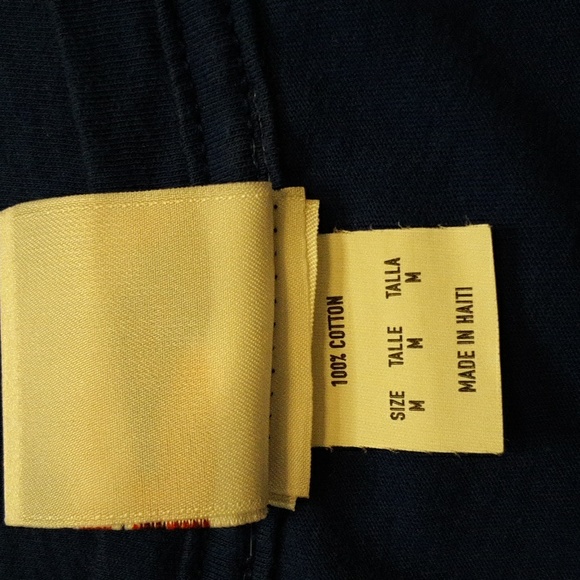 100% COTTON
SIZE TALLE TALLA
M M M
MADE IN HAITI